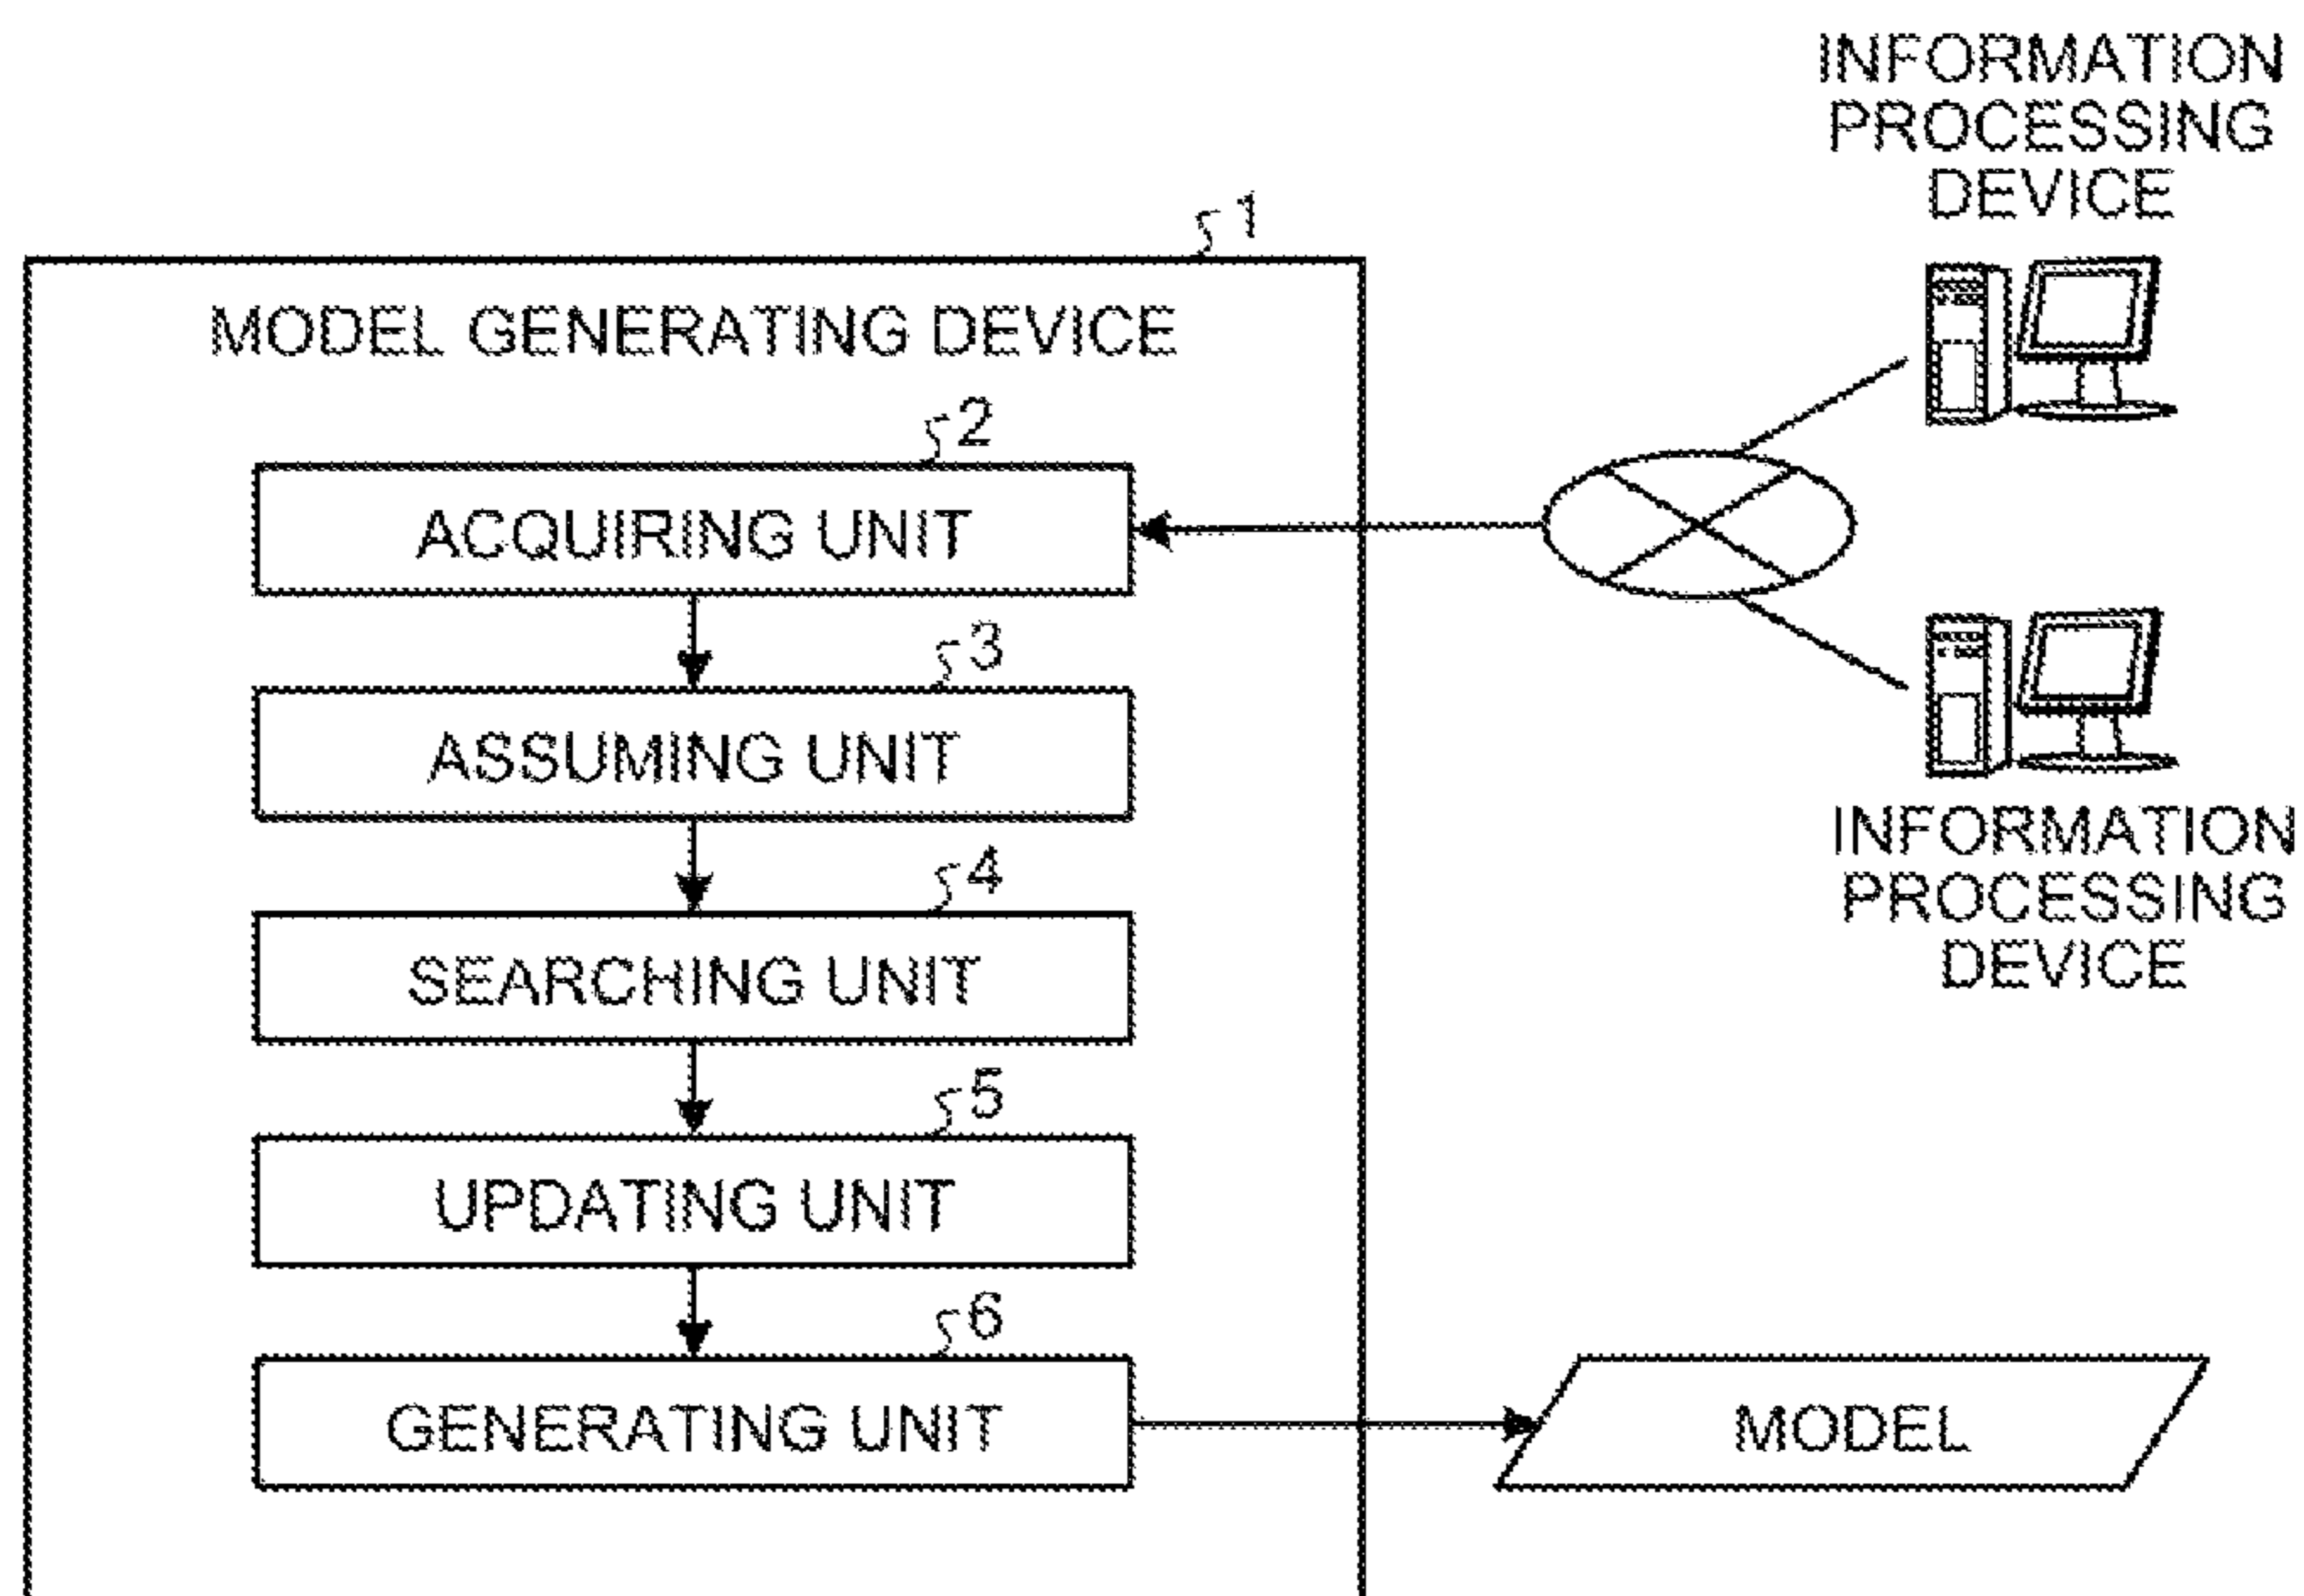 INFORMATION
PROCESSING
DEVICE
1
MODEL GENERATING DEVICE
2
ACQUIRING UNIT
3
ASSUMING UNIT
INFORMATION
PROCESSING
DEVICE
4
SEARCHING UNIT
5
UPDATING UNIT
6
GENERATING UNIT
MODEL